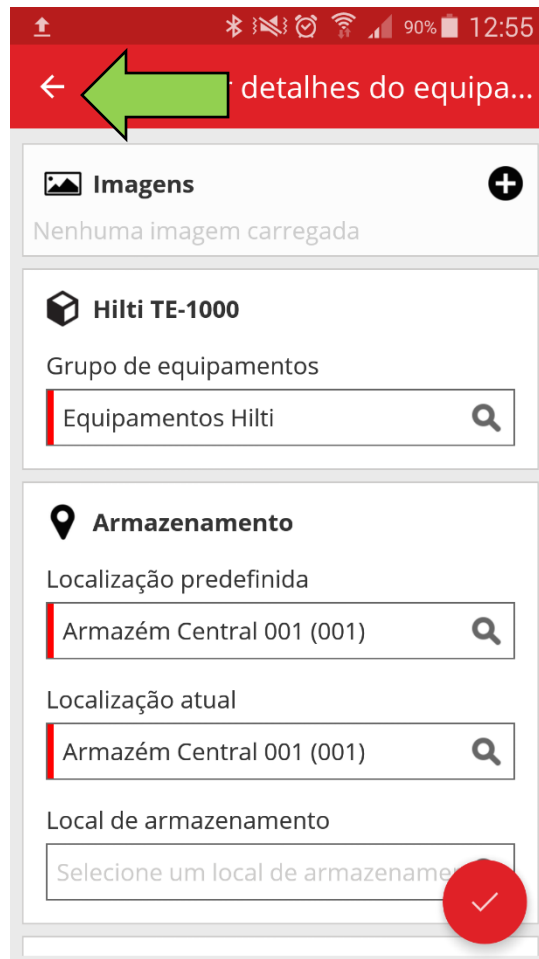 90% 12:55
detalhes do equipa...
Imagens
Nenhuma imagem carregada
Hilti TE-1000
Grupo de equipamentos
Equipamentos Hilti
Armazenamento
Localização predefinida
Armazém Central 001 (001)
Localização atual
Armazém Central 001 (001)
Local de armazenamento
Selecione um local de armazename